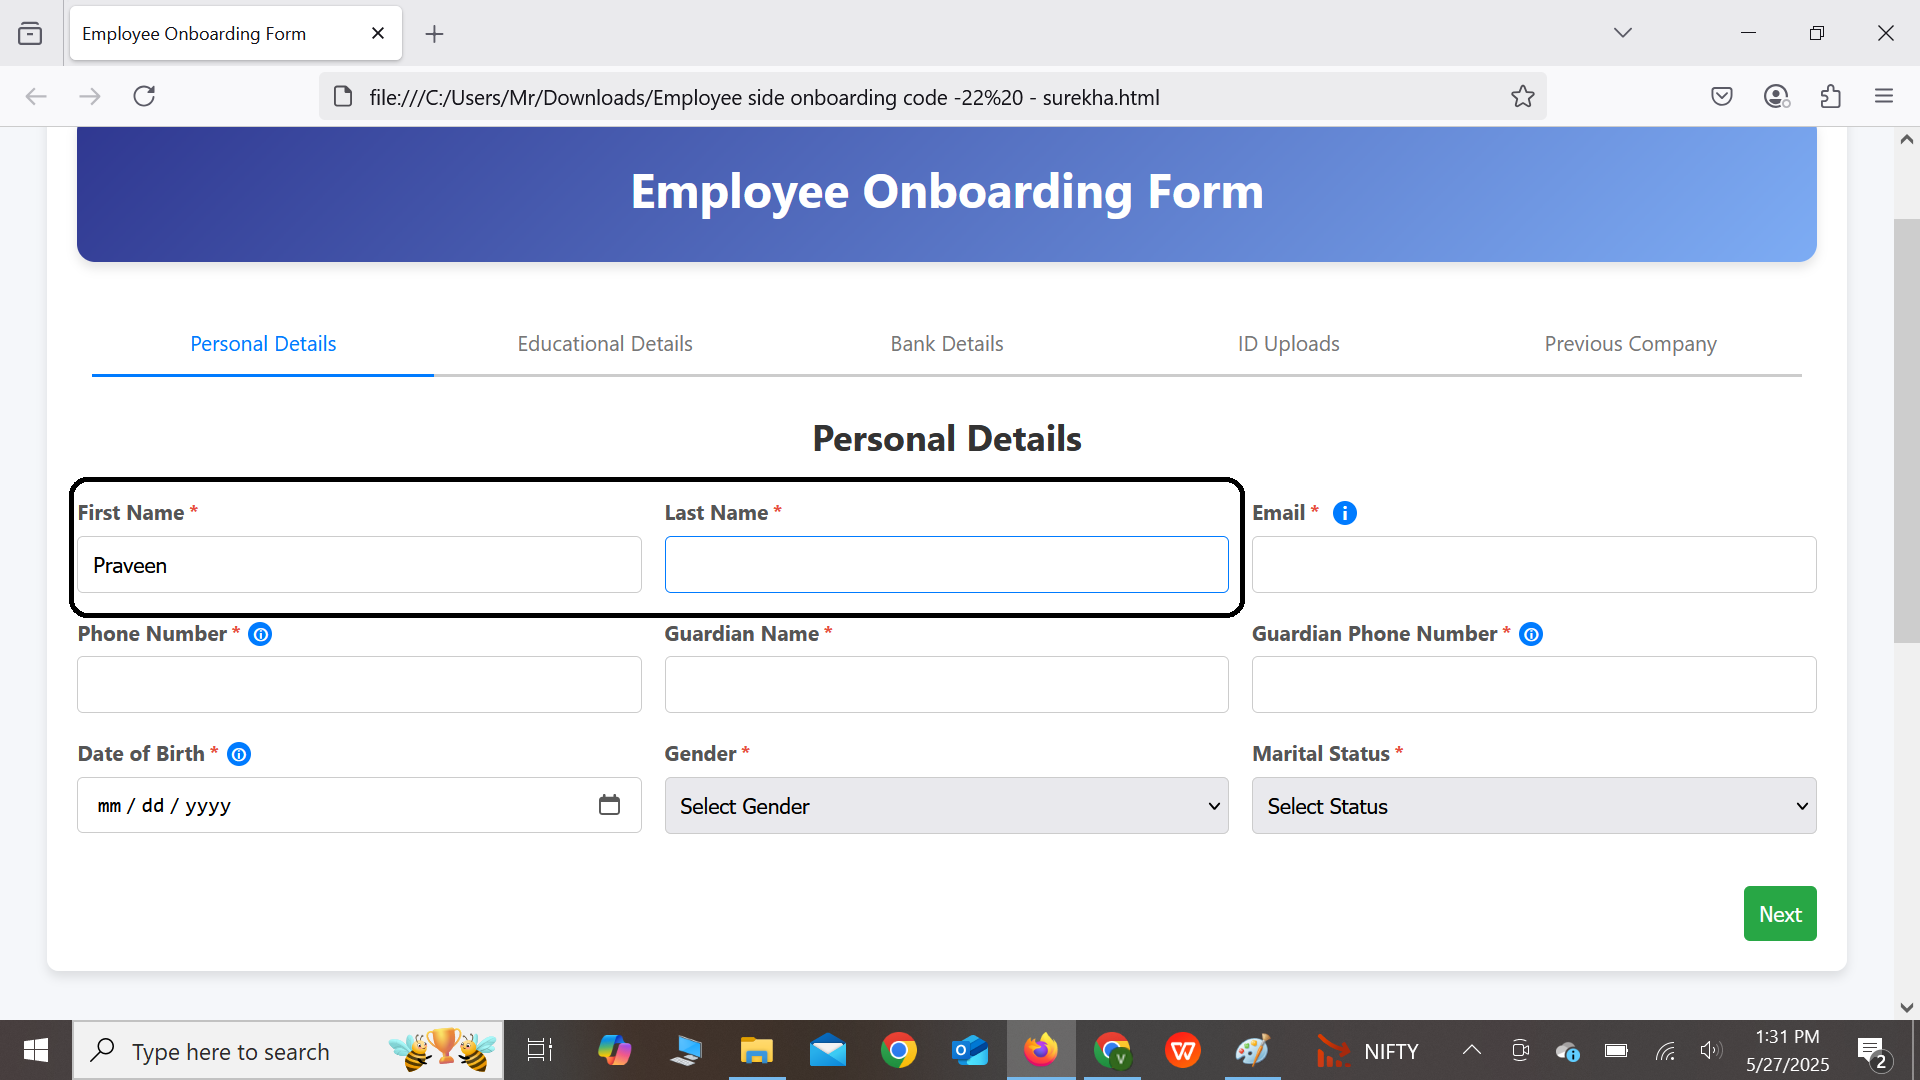 Employee Onboarding Form
file:///C:/Users/Mr/Downloads/Employee side onboarding code -22%20 - surekha.html
Employee Onboarding Form
Personal Details Educational Details Bank Details ID Uploads Previous Company
Personal Details
First Name * Last Name * Email * i
Praveen
Phone Number * Guardian Name * Guardian Phone Number *
Date of Birth * Gender * Marital Status *
mm / dd / yyyy Select Gender Select Status
Next
Type here to search NIFTY 1:31 PM
5/27/2025 2